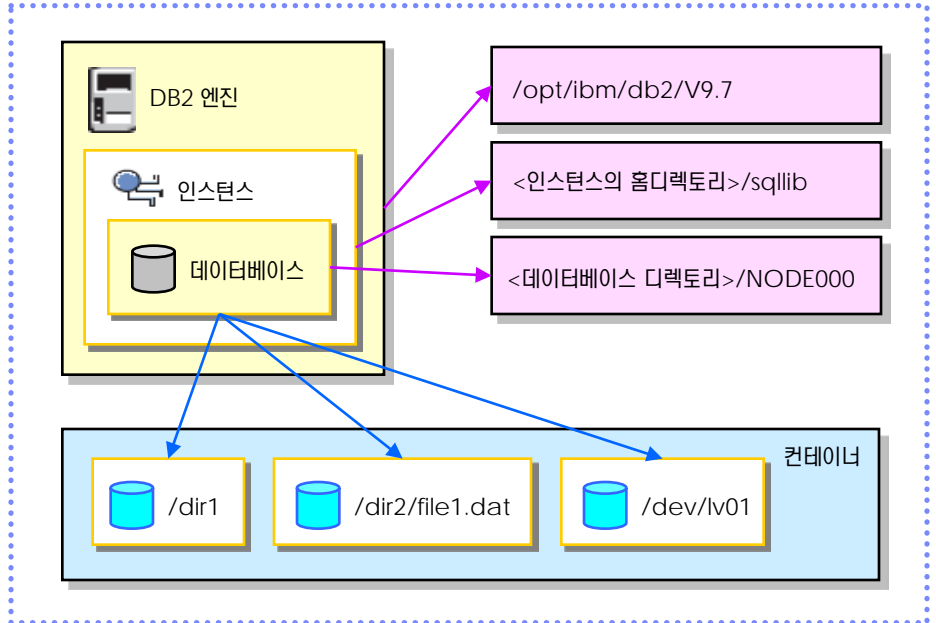 DB2 엔진
/opt/ibm/db2/V9.7
인스턴스
<인스턴스의 홈디렉토리>/sqllib
데이터베이스
<데이터베이스 디렉토리>/NODE000
컨테이너
/dir1
/dir2/file1.dat
/dev/lv01